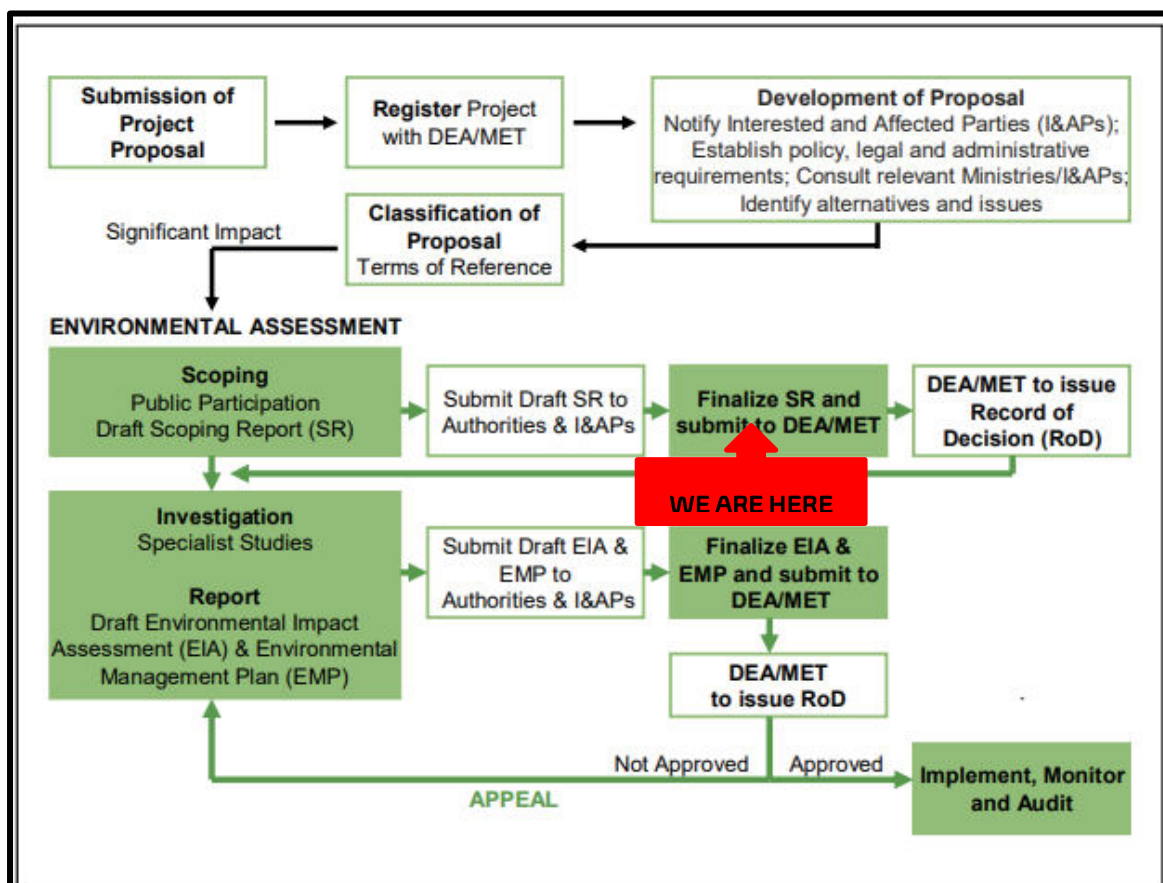 Submission of
Project
Proposal
Register Project
with DEA/MET
Development of Proposal
Notify Interested and Affected Parties (I&APs);
Establish policy, legal and administrative
requirements; Consult relevant Ministries/I&APs;
Identify alternatives and issues
Significant Impact
Classification of
Proposal
Terms of Reference
ENVIRONMENTAL ASSESSMENT
Scoping
Public Participation
Draft Scoping Report (SR)
Submit Draft SR to
Authorities & I&APs
Finalize SR and
submit to DEA/MET
DEA/MET to issue
Record of
Decision (RoD)
WE ARE HERE
Investigation
Specialist Studies
Report
Draft Environmental Impact
Assessment (EIA) & Environmental
Management Plan (EMP)
Submit Draft EIA &
EMP to
Authorities & I&APs
Finalize EIA &
EMP and submit to
DEA/MET
DEA/MET
to issue RoD
Not Approved
Approved
APPEAL
Implement, Monitor
and Audit